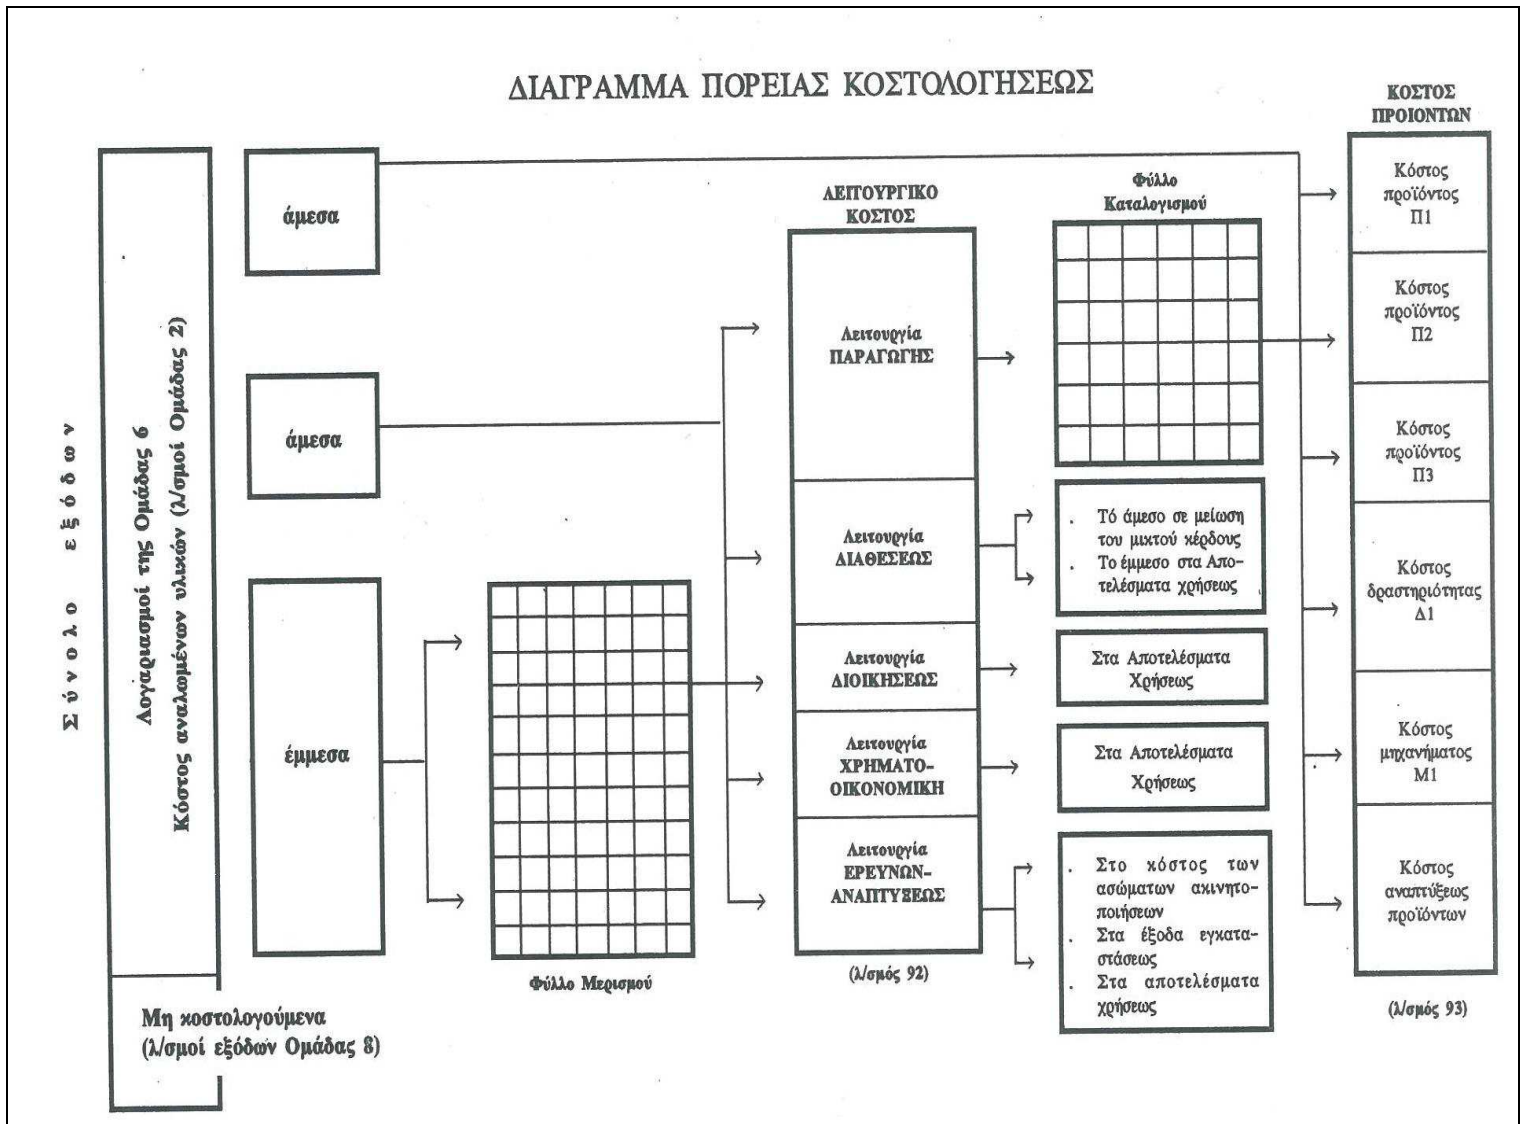 ΔΙΑΓΡΑΜΜΑ ΠΟΡΕΙΑΣ ΚΟΣΤΟΛΟΓΗΣΕΩΣ
Σύνολο εξόδων
Λογαριασμοί της Ομάδας 6
Κόστος αναλωμένων υλικών (λ/σμοί Ομάδας 2)
Μη κοστολογούμενα
(λ/σμοί εξόδων Ομάδας 8)
άμεσα
άμεσα
έμμεσα
Φύλλο Μερισμού
ΛΕΙΤΟΥΡΓΙΚΟ
ΚΟΣΤΟΣ
Λειτουργία
ΠΑΡΑΓΩΓΗΣ
Λειτουργία
ΔΙΑΘΕΣΕΩΣ
Λειτουργία
ΔΙΟΙΚΗΣΕΩΣ
Λειτουργία
ΧΡΗΜΑΤΟ-
ΟΙΚΟΝΟΜΙΚΗ
Λειτουργία
ΕΡΕΥΝΩΝ-
ΑΝΑΠΤΥΞΕΩΣ
(λ/σμός 92)
Φύλλο
Καταλογισμού
. Τό άμεσο σε μείωση
του μικτού κέρδους
. Το έμμεσο στα Απο-
τελέσματα χρήσεως
Στα Αποτελέσματα
Χρήσεως
Στα Αποτελέσματα
Χρήσεως
. Στο κόστος των
ασώματων ακινητο-
ποιήσεων
. Στα έξοδα εγκατα-
στάσεως
. Στα αποτελέσματα
χρήσεως
ΚΟΣΤΟΣ
ΠΡΟΙΟΝΤΩΝ
Κόστος
προϊόντος
Π1
Κόστος
προϊόντος
Π2
Κόστος
προϊόντος
Π3
Κόστος
δραστηριότητας
Δ1
Κόστος
μηχανήματος
Μ1
Κόστος
αναπτύξεως
προϊόντων
(λ/σμός 93)